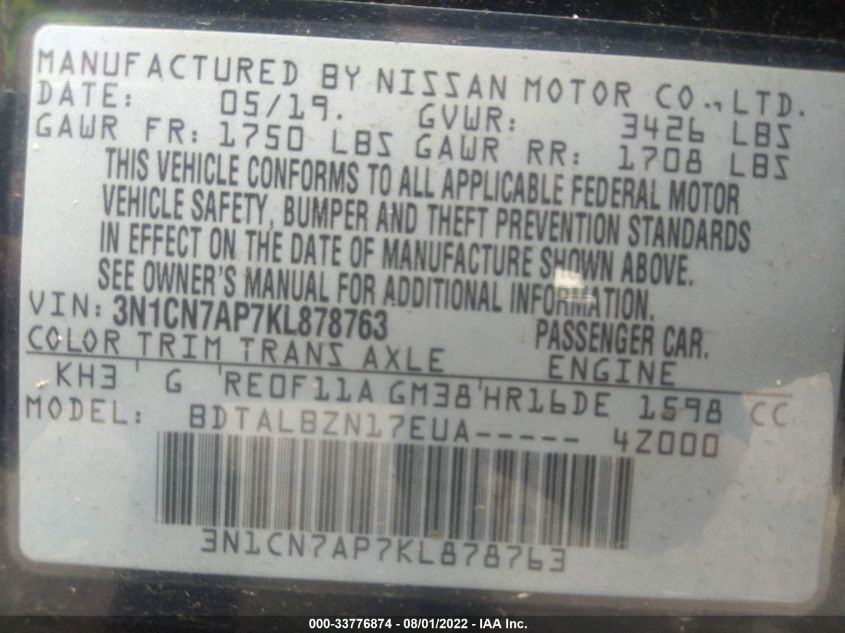 MANUFACTURED BY NISSAN MOTOR CO., LTD.
DATE: 05/19. GVWR: 3426 LBS
GAWR FR: 1750 LBS GAWR RR: 1708 LBS
THIS VEHICLE CONFORMS TO ALL APPLICABLE FEDERAL MOTOR
VEHICLE SAFETY, BUMPER AND THEFT PREVENTION STANDARDS
IN EFFECT ON THE DATE OF MANUFACTURE SHOWN ABOVE.
SEE OWNER'S MANUAL FOR ADDITIONAL INFORMATION.
VIN: 3N1CN7AP7KL878763 PASSENGER CAR.
COLOR TRIM TRANS AXLE ENGINE
KH3 G RE0F11A GM38 HR16DE 1598 CC
MODEL: BDTALBZN17EUA----- 4Z000
3N1CN7AP7KL878763
000-33776874 - 08/01/2022 - IAA Inc.